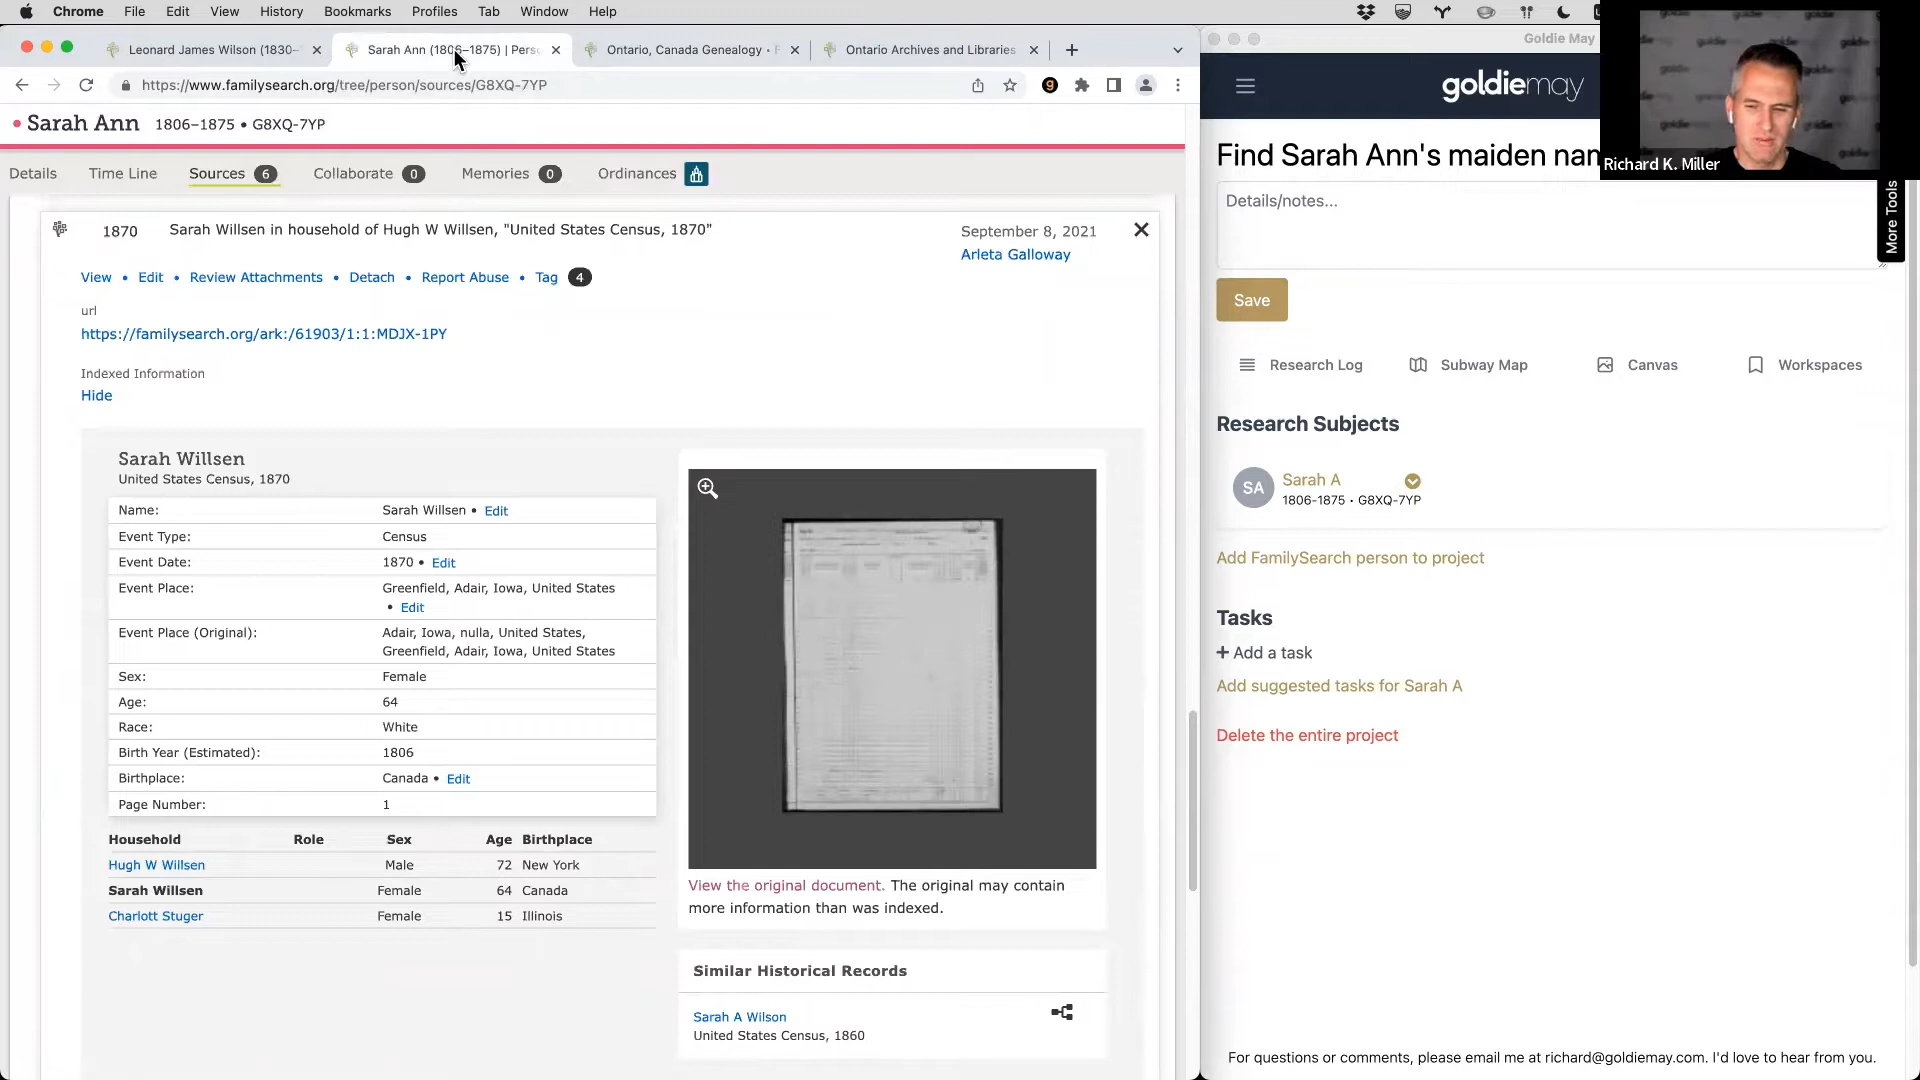 Chrome File Edit View History Bookmarks Profiles Tab Window Help
Leonard James Wilson (1830–
Sarah Ann (1806–1875) | Perso
Ontario, Canada Genealogy •
Ontario Archives and Libraries
Goldie May
https://www.familysearch.org/tree/person/sources/G8XQ-7YP
g
goldiemay
Sarah Ann 1806–1875 • G8XQ-7YP
Find Sarah Ann's maiden nam
Richard K. Miller
Details Time Line Sources 6 Collaborate 0 Memories 0 Ordinances
Details/notes...
More Tools
1870 Sarah Willsen in household of Hugh W Willsen, "United States Census, 1870"
September 8, 2021
Arleta Galloway
View • Edit • Review Attachments • Detach • Report Abuse • Tag 4
Save
url
https://familysearch.org/ark:/61903/1:1:MDJX-1PY
Indexed Information
Hide
Research Log Subway Map Canvas Workspaces
Research Subjects
SA
Sarah A
1806-1875 • G8XQ-7YP
Add FamilySearch person to project
Tasks
+ Add a task
Add suggested tasks for Sarah A
Delete the entire project
Sarah Willsen
United States Census, 1870
Name: Sarah Willsen • Edit
Event Type: Census
Event Date: 1870 • Edit
Event Place: Greenfield, Adair, Iowa, United States
• Edit
Event Place (Original): Adair, Iowa, nulla, United States,
Greenfield, Adair, Iowa, United States
Sex: Female
Age: 64
Race: White
Birth Year (Estimated): 1806
Birthplace: Canada • Edit
Page Number: 1
Household Role Sex Age Birthplace
Hugh W Willsen Male 72 New York
Sarah Willsen Female 64 Canada
Charlott Stuger Female 15 Illinois
View the original document. The original may contain
more information than was indexed.
Similar Historical Records
Sarah A Wilson
United States Census, 1860
For questions or comments, please email me at richard@goldiemay.com. I'd love to hear from you.